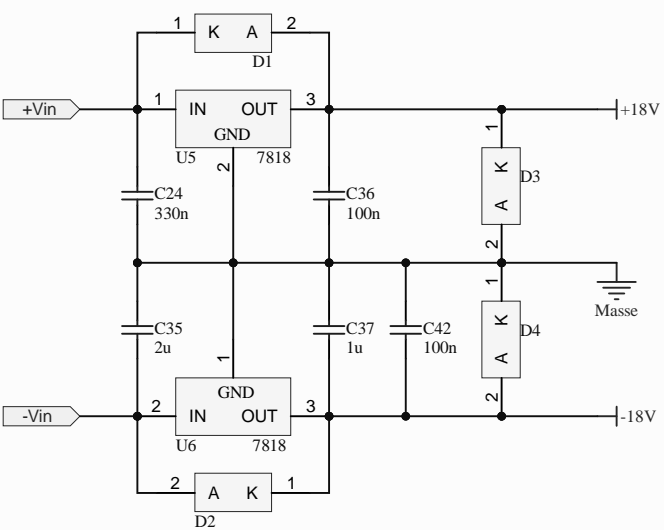 1 K A 2
D1
+Vin 1 IN OUT 3 +18V
GND
U5 2 7818
1 K A 2 D3
C24
330n
C36
100n
Masse
C35
2u
1
C37
1u
C42
100n
1 K A 2 D4
GND
-Vin 2 IN OUT 3 -18V
U6 7818
2 A K 1
D2